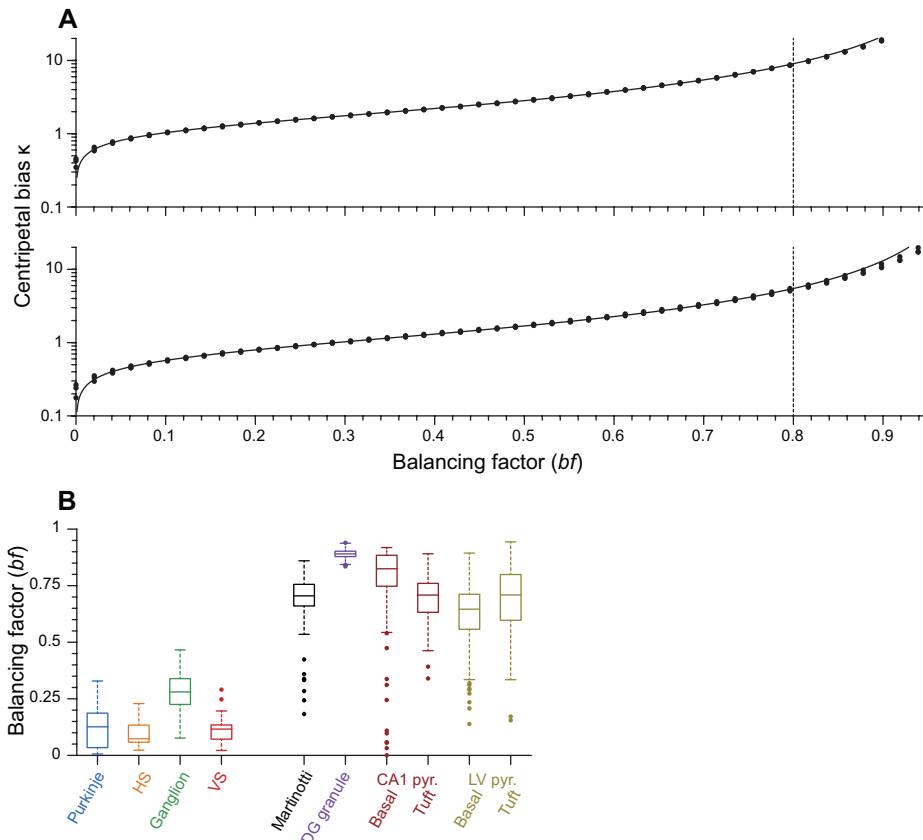 A
Centripetal bias κ
10
1
0.1
10
1
0.1
0
0.1
0.2
0.3
0.4
0.5
0.6
0.7
0.8
0.9
Balancing factor (bf)
B
Balancing factor (bf)
1
0.75
0.5
0.25
0
Purkinje
HS
Ganglion
VS
Martinotti
DG granule
CA1 pyr.
Basal
Tuft
LV pyr.
Basal
Tuft